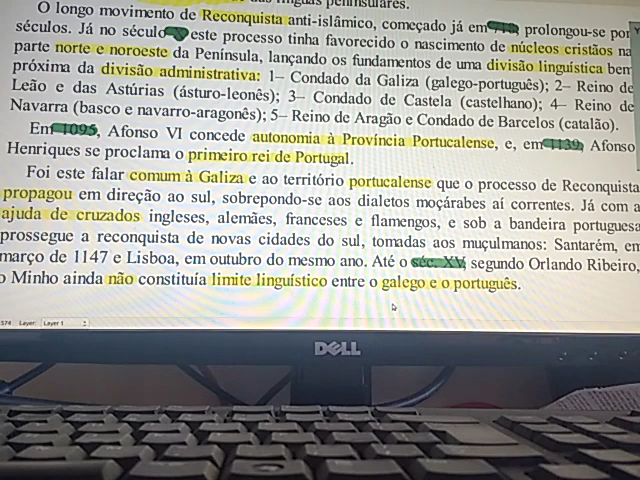 línguas peninsulares.
O longo movimento de Reconquista anti-islâmico, começado já em prolongou-se por
séculos. Já no século este processo tinha favorecido o nascimento de núcleos cristãos na
parte norte e noroeste da Península, lançando os fundamentos de uma divisão linguística bem
próxima da divisão administrativa: 1– Condado da Galiza (galego-português); 2– Reino de
Leão e das Astúrias (ásturo-leonês); 3– Condado de Castela (castelhano); 4– Reino de
Navarra (basco e navarro-aragonês); 5– Reino de Aragão e Condado de Barcelos (catalão).
Em 1095, Afonso VI concede autonomia à Província Portucalense, e, em 1139, Afonso
Henriques se proclama o primeiro rei de Portugal.
Foi este falar comum à Galiza e ao território portucalense que o processo de Reconquista
propagou em direção ao sul, sobrepondo-se aos dialetos moçárabes aí correntes. Já com a
ajuda de cruzados ingleses, alemães, franceses e flamengos, e sob a bandeira portuguesa
prossegue a reconquista de novas cidades do sul, tomadas aos muçulmanos: Santarém, em
março de 1147 e Lisboa, em outubro do mesmo ano. Até o séc. XV, segundo Orlando Ribeiro,
o Minho ainda não constituía limite linguístico entre o galego e o português.
574 Layer: Layer 1
DELL